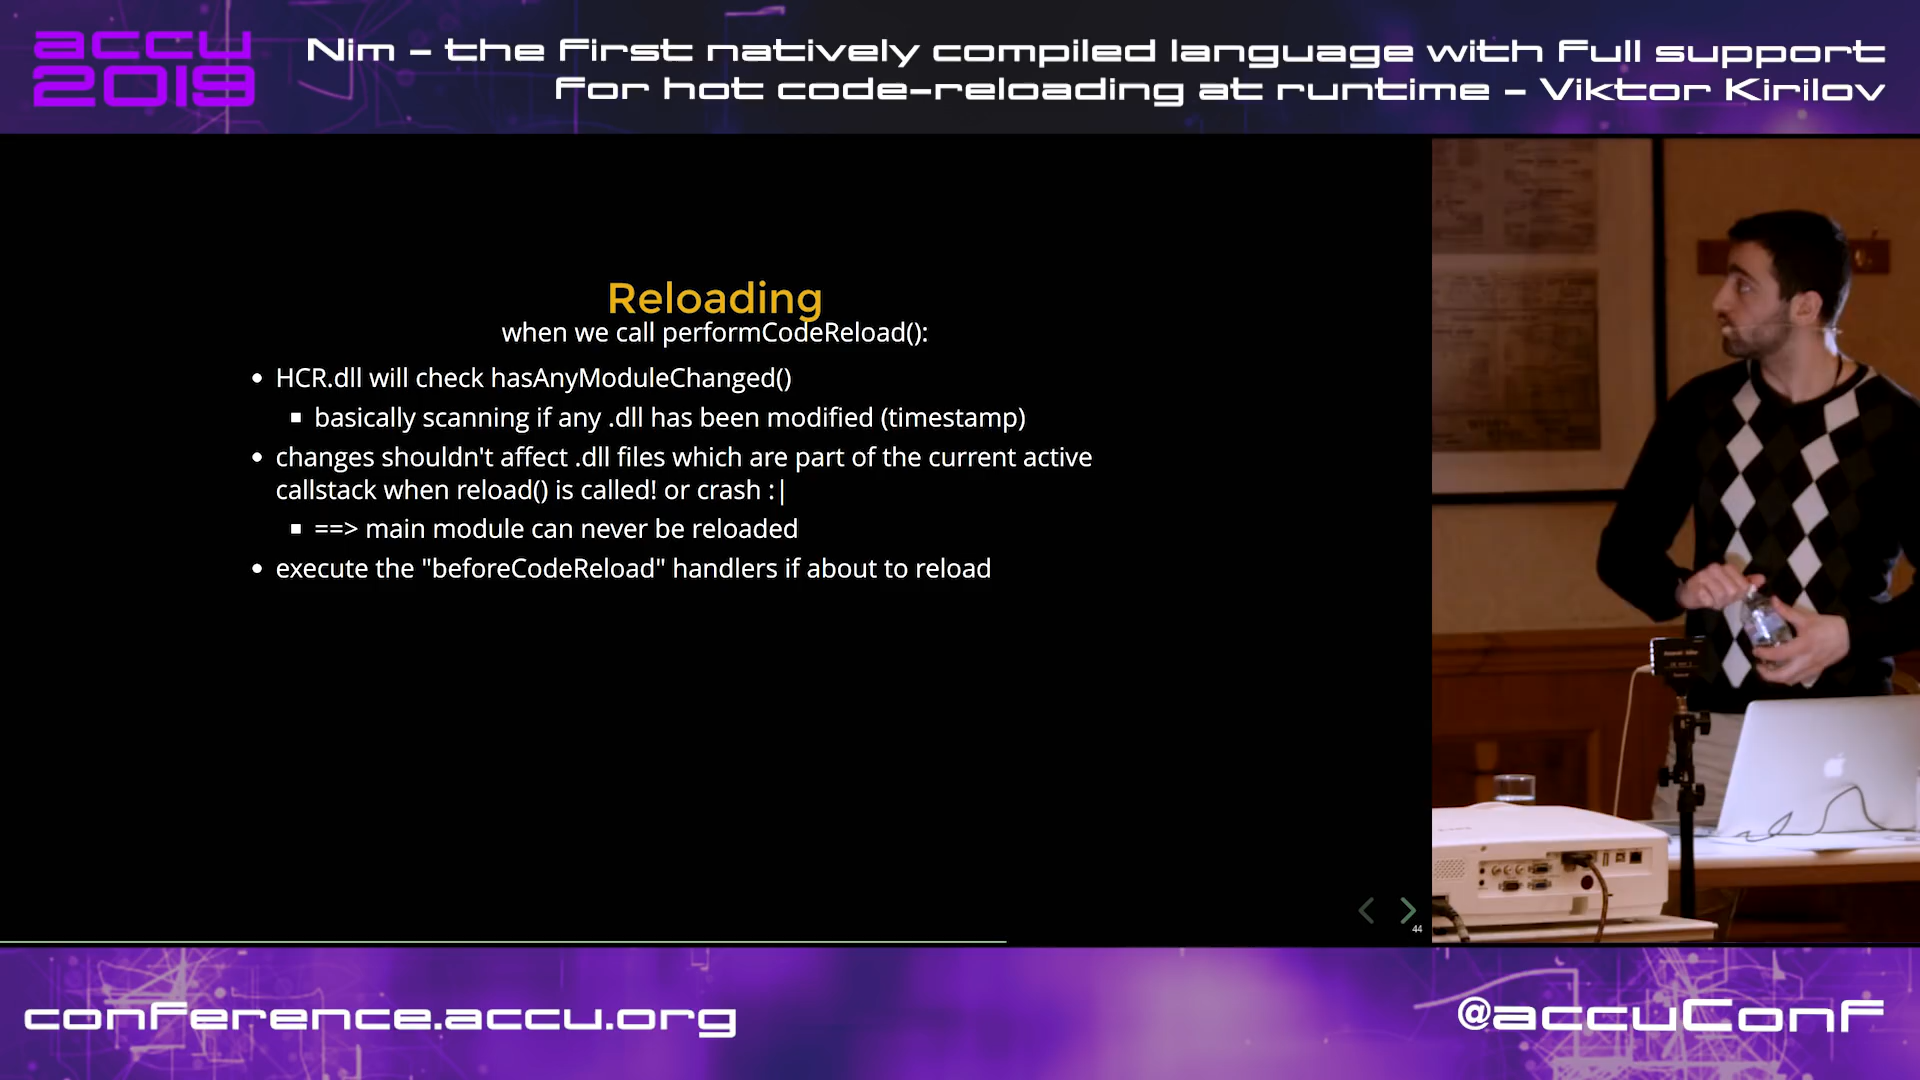 accu
2019
Nim - the first natively compiled language with full support
for hot code-reloading at runtime - Viktor Kirilov
Reloading
when we call performCodeReload():
• HCR.dll will check hasAnyModuleChanged()
▪ basically scanning if any .dll has been modified (timestamp)
• changes shouldn't affect .dll files which are part of the current active
callstack when reload() is called! or crash :|
▪ ==> main module can never be reloaded
• execute the "beforeCodeReload" handlers if about to reload
44
conference.accu.org
@accuConf